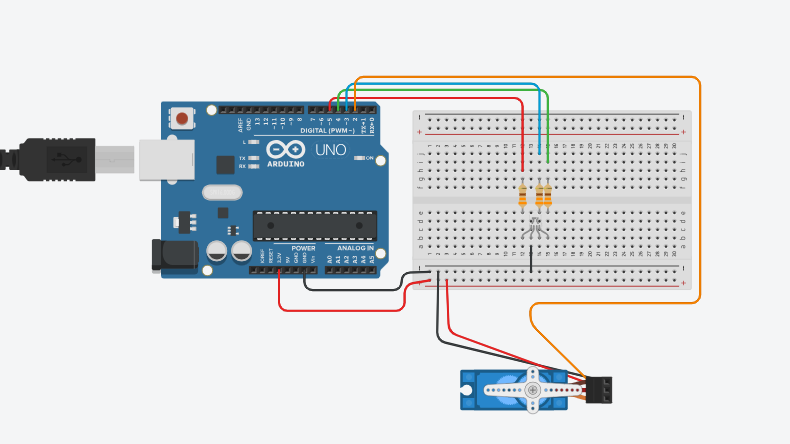 AREF
GND
13
12
~11
~10
~9
8
7
~6
~5
4
~3
2
TX→1
RX←0
DIGITAL (PWM~)
L
TX
RX
ON
UNO
ARDUINO
POWER
ANALOG IN
IOREF
RESET
3.3V
5V
GND
GND
Vin
A0
A1
A2
A3
A4
A5
a b c d e
f g h i j